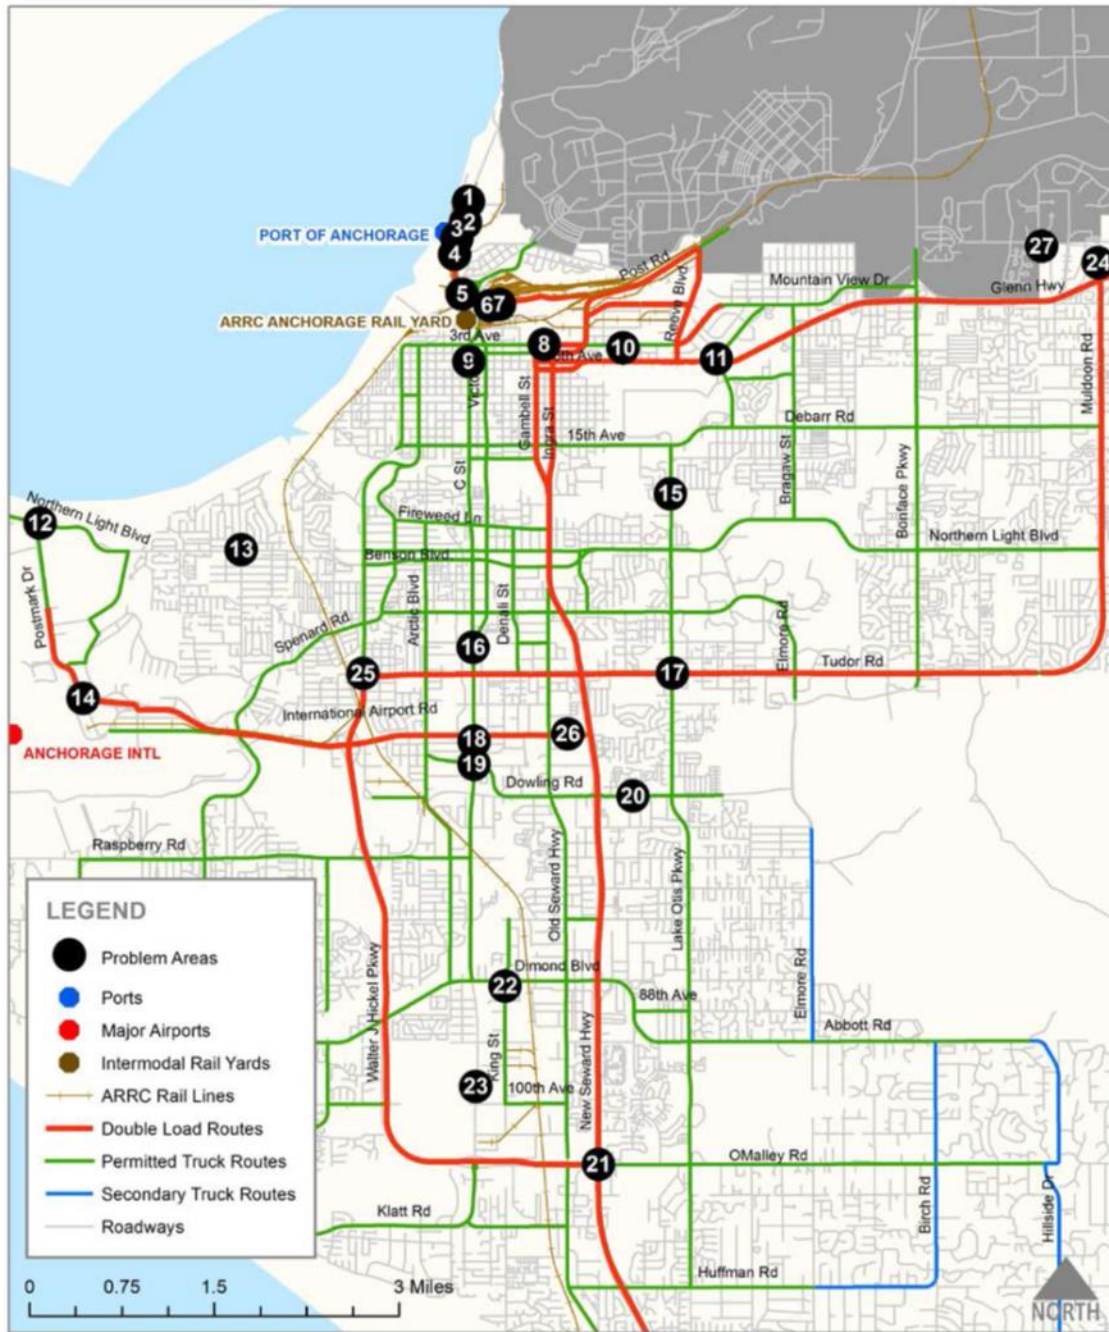 1
2
PORT OF ANCHORAGE
3
4
27
24
Post Rd
Mountain View Dr
Glenn Hwy
5
67
Reeve Blvd
ARRC ANCHORAGE RAIL YARD
3rd Ave
8
10
11
9
Muldoon Rd
Gambell St
Ingra St
Debarr Rd
15th Ave
C St
Bragaw St
Boniface Pkwy
15
12
Northern Light Blvd
Fireweed Ln
13
Benson Blvd
Northern Light Blvd
Postmark Dr
Arctic Blvd
Denali St
Spenard Rd
Elmore Rd
16
25
17
Tudor Rd
14
International Airport Rd
18
26
ANCHORAGE INTL
19
Dowling Rd
20
Raspberry Rd
Old Seward Hwy
Lake Otis Pkwy
Walter J Hickel Pkwy
Elmore Rd
Dimond Blvd
22
88th Ave
Abbott Rd
King St
New Seward Hwy
23
100th Ave
21
OMalley Rd
Birch Rd
Hillside Dr
Klatt Rd
Huffman Rd
LEGEND
Problem Areas
Ports
Major Airports
Intermodal Rail Yards
ARRC Rail Lines
Double Load Routes
Permitted Truck Routes
Secondary Truck Routes
Roadways
0 0.75 1.5 3 Miles
NORTH